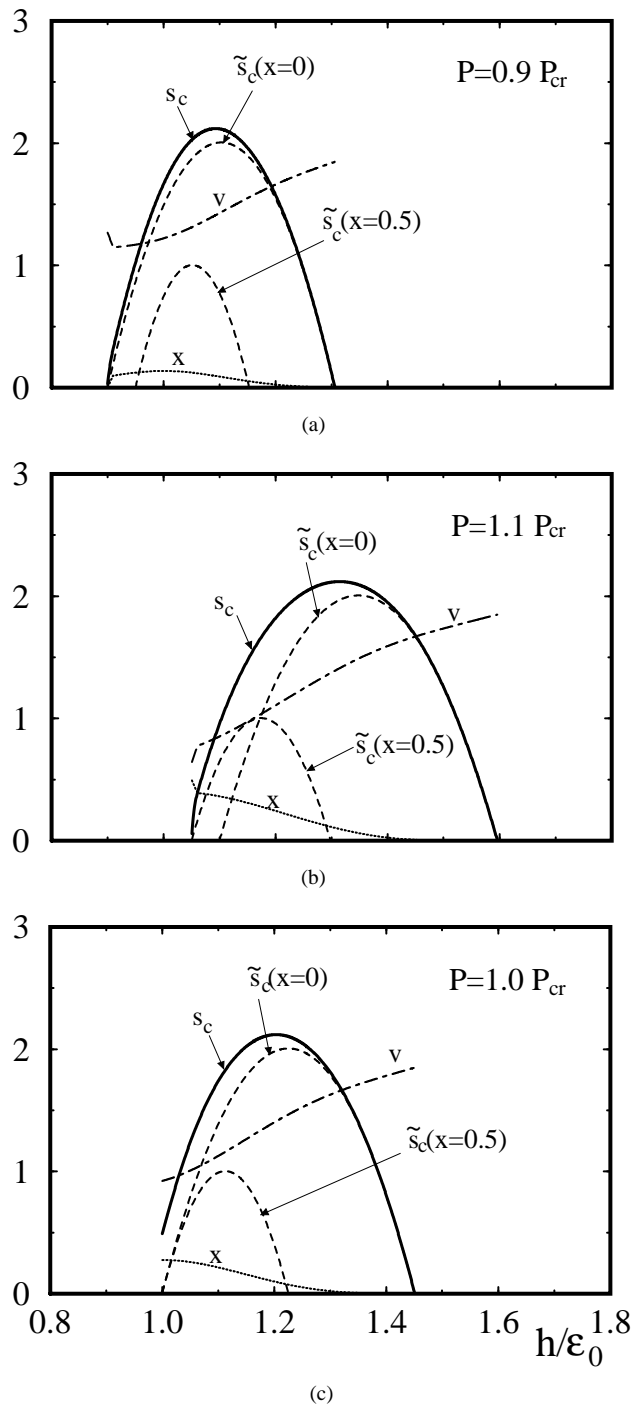 3
P=0.9 P_cr
s̃_c(x=0)
s_c
2
v
s̃_c(x=0.5)
1
x
0
(a)
3
P=1.1 P_cr
s̃_c(x=0)
s_c
2
v
1
s̃_c(x=0.5)
x
0
(b)
3
P=1.0 P_cr
s̃_c(x=0)
s_c
2
v
s̃_c(x=0.5)
1
x
0
0.8 1.0 1.2 1.4 1.6 1.8
h/ε_0
(c)